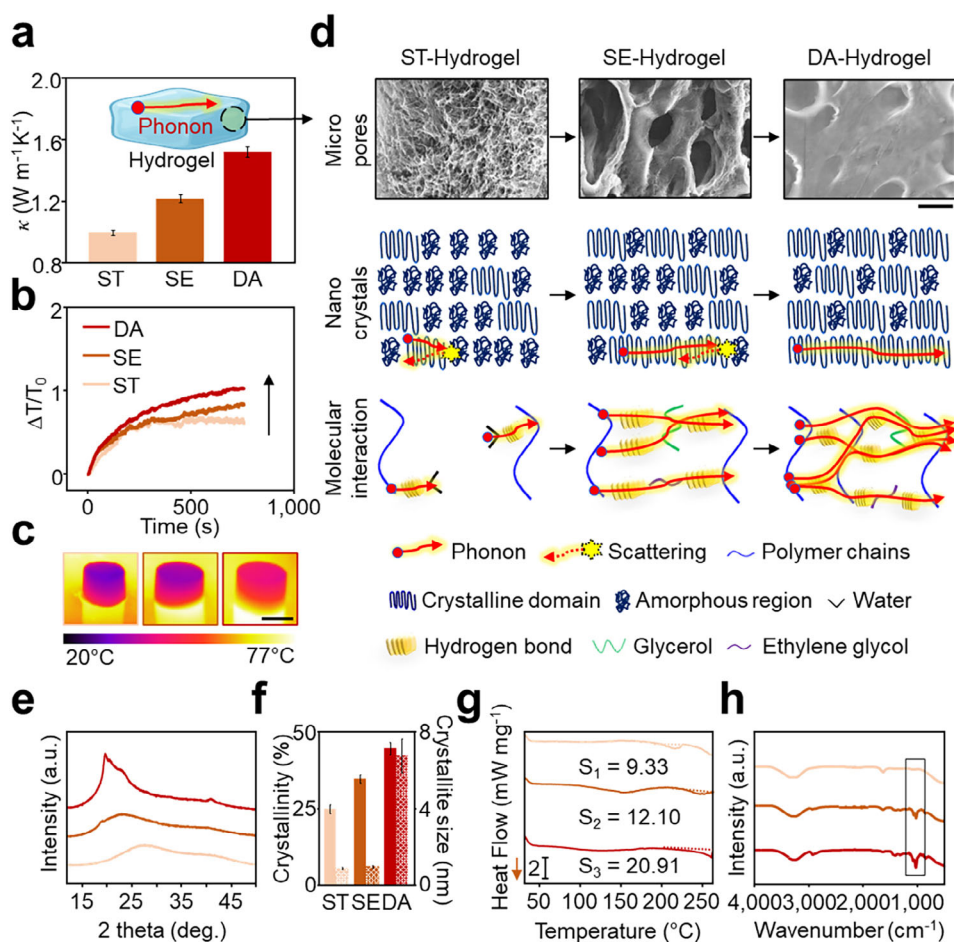 a
2.0
1.6
1.2
0.8
κ (W m⁻¹K⁻¹)
Phonon
Hydrogel
ST SE DA
b
2
1
0
ΔT/T₀
DA
SE
ST
0 500 1,000
Time (s)
c
20°C 77°C
d
ST-Hydrogel SE-Hydrogel DA-Hydrogel
Micro
pores
Nano
crystals
Molecular
interaction
Phonon Scattering Polymer chains
Crystalline domain Amorphous region Water
Hydrogen bond Glycerol Ethylene glycol
e
Intensity (a.u.)
15 25 35 45
2 theta (deg.)
f
50
25
0
Crystallinity (%)
8
4
0
Crystallite size (nm)
ST SE DA
g
Heat Flow (mW mg⁻¹)
S₁ = 9.33
S₂ = 12.10
S₃ = 20.91
2
50 100 150 200 250
Temperature (°C)
h
Intensity (a.u.)
4,000 3,000 2,000 1,000
Wavenumber (cm⁻¹)